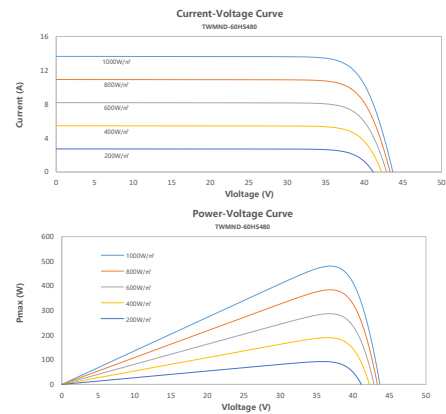 Current-Voltage Curve
TWMND-60HS480
Current (A)
16
12
8
4
0
1000W/㎡
800W/㎡
600W/㎡
400W/㎡
200W/㎡
0 5 10 15 20 25 30 35 40 45 50
Vloltage (V)
Power-Voltage Curve
TWMND-60HS480
Pmax (W)
600
500
400
300
200
100
0
1000W/㎡
800W/㎡
600W/㎡
400W/㎡
200W/㎡
0 5 10 15 20 25 30 35 40 45 50
Vloltage (V)